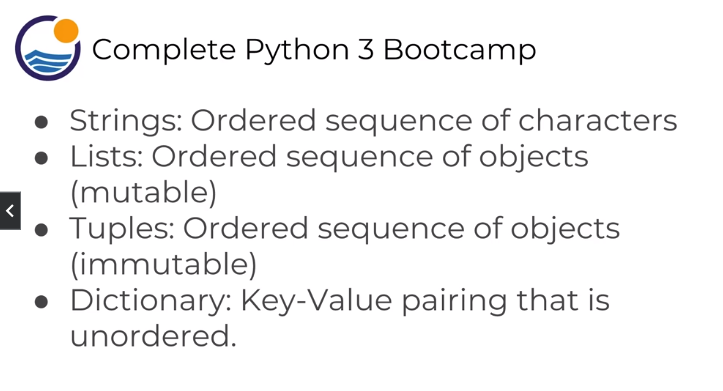 Complete Python 3 Bootcamp
● Strings: Ordered sequence of characters
● Lists: Ordered sequence of objects
(mutable)
● Tuples: Ordered sequence of objects
(immutable)
● Dictionary: Key-Value pairing that is
unordered.